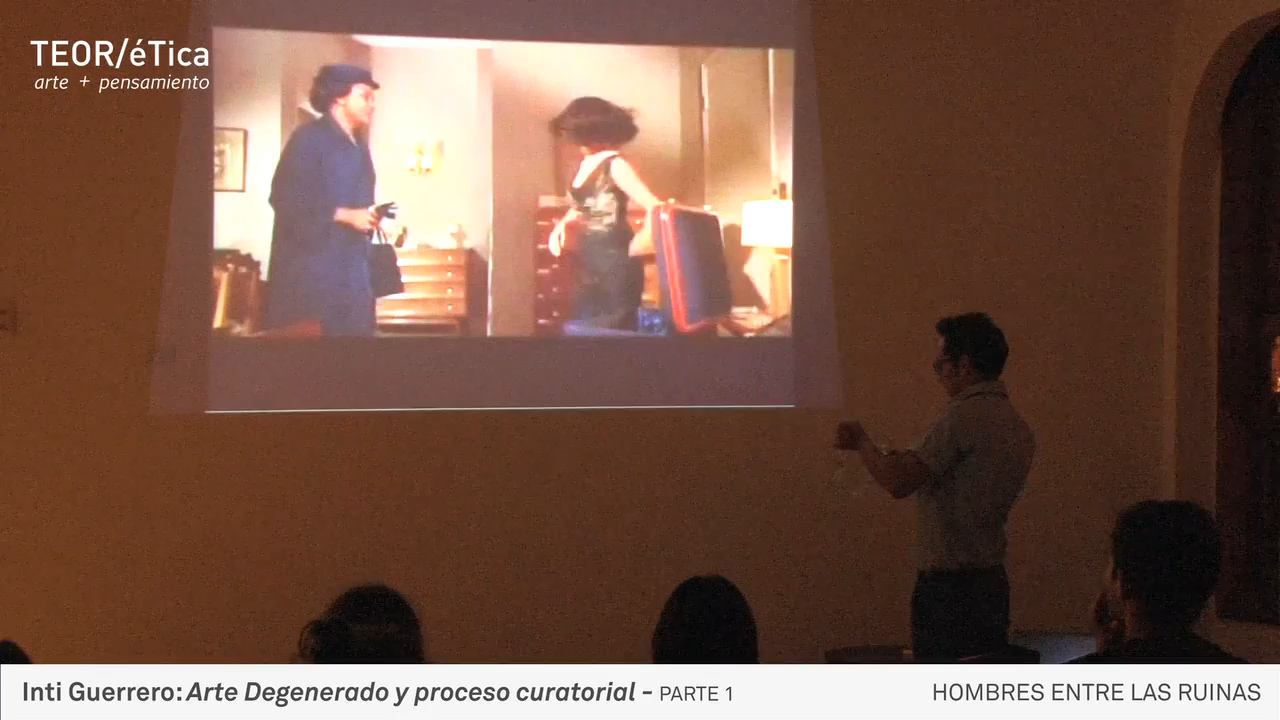 TEOR/éTica
arte + pensamiento
Inti Guerrero: Arte Degenerado y proceso curatorial - PARTE 1
HOMBRES ENTRE LAS RUINAS